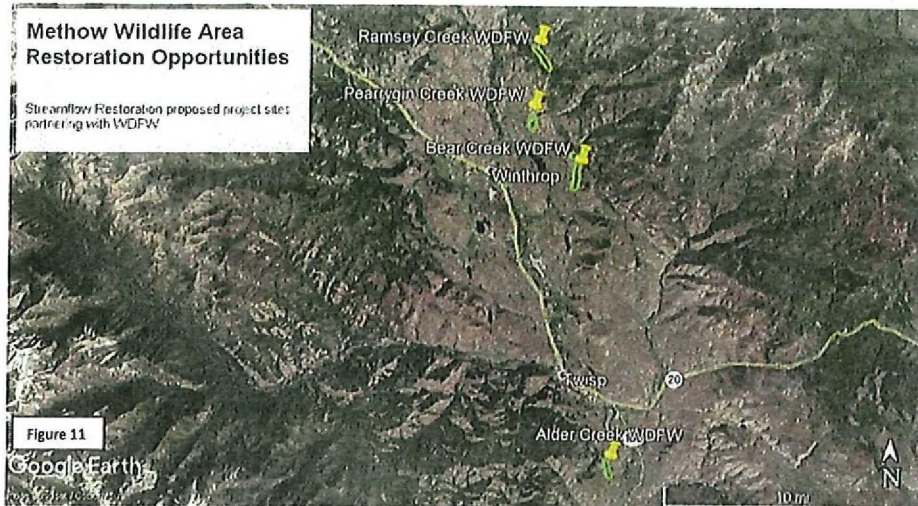 Methow Wildlife Area
Restoration Opportunities
Streamflow Restoration proposed project sites
partnering with WDFW
Ramsey Creek WDFW
Pearrygin Creek WDFW
Bear Creek WDFW
Winthrop
Twisp
20
Alder Creek WDFW
Figure 11
Google Earth
N
10 mi